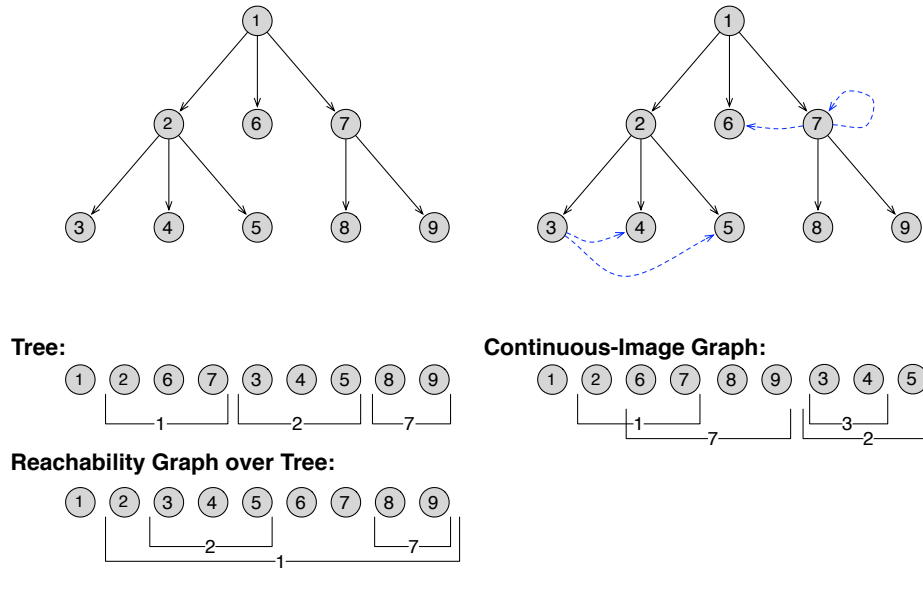 1 1
2 6 7 2 6 7
3 4 5 8 9 3 4 5 8 9
Tree: Continuous-Image Graph:
1 2 6 7 3 4 5 8 9 1 2 6 7 8 9 3 4 5
1 2 7 1 3
7 2
Reachability Graph over Tree:
1 2 3 4 5 6 7 8 9
2 7
1